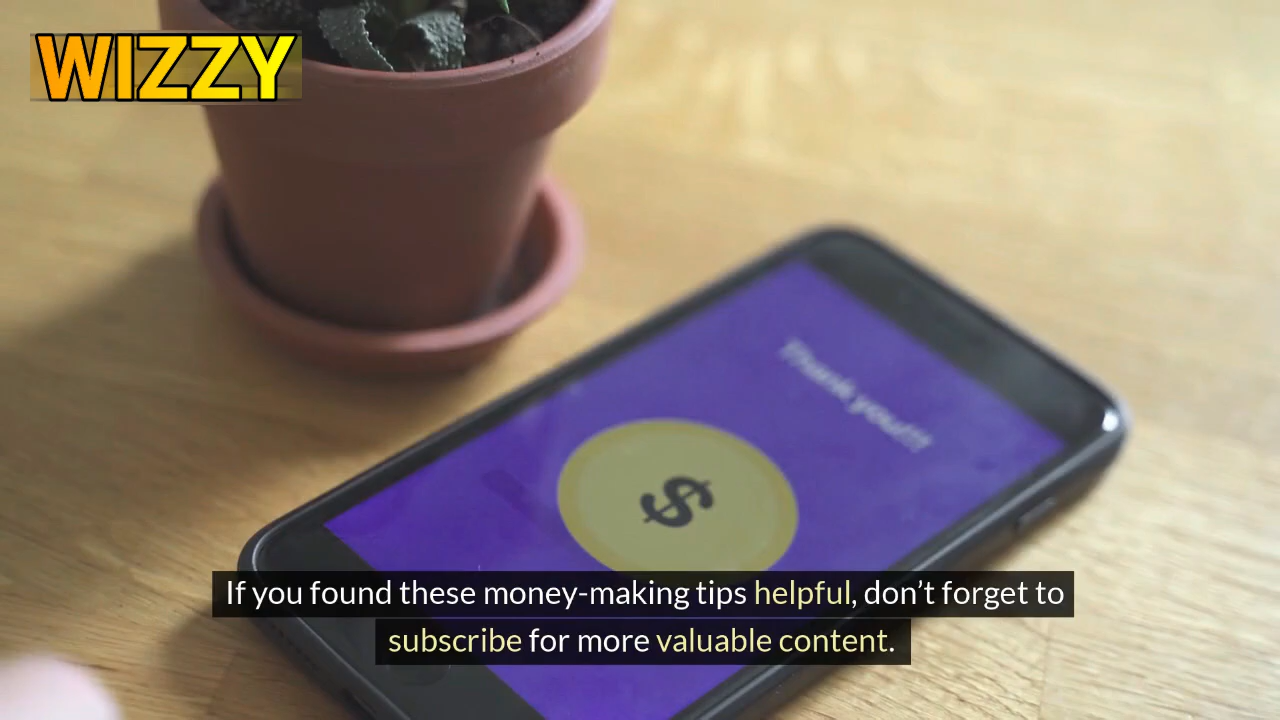 WIZZY
Thank you!!!
$
If you found these money-making tips helpful, don’t forget to
subscribe for more valuable content.